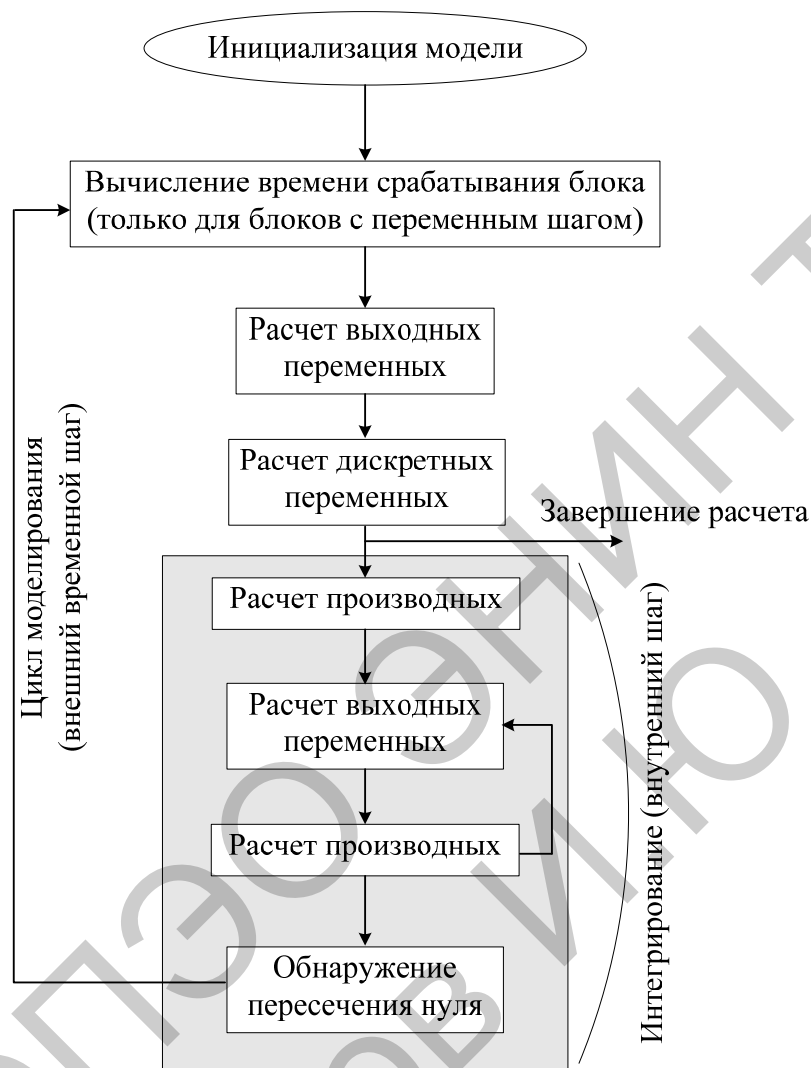 Инициализация модели
Вычисление времени срабатывания блока
(только для блоков с переменным шагом)
Расчет выходных
переменных
Расчет дискретных
переменных
Завершение расчета
Расчет производных
Расчет выходных
переменных
Расчет производных
Обнаружение
пересечения нуля
Цикл моделирования
(внешний временной шаг)
Интегрирование (внутренний шаг)
ЭНИН
И Ю